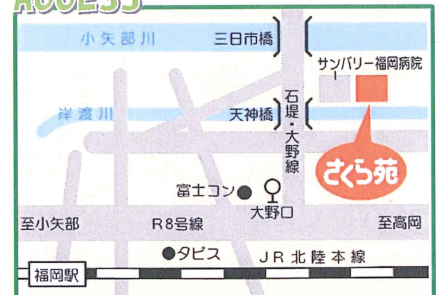 ACCESS
小矢部川
三日市橋
サンバリー福岡病院
岸渡川
天神橋
石堤・大野線
さくら苑
富士コン
大野口
至小矢部
R8号線
至高岡
タビス
JR北陸本線
福岡駅